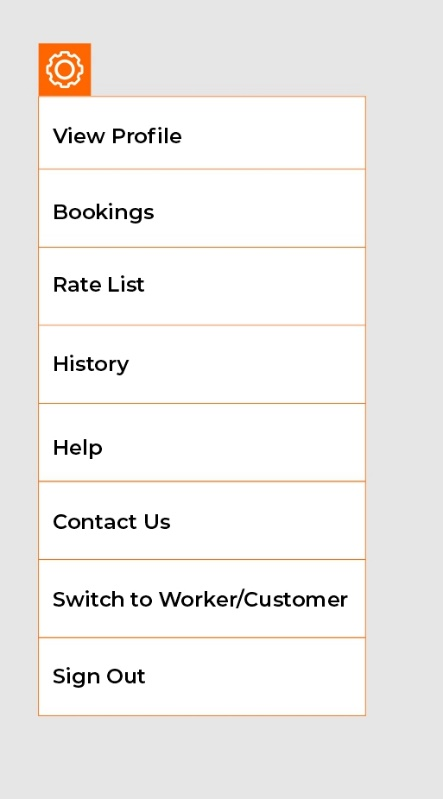 View Profile
Bookings
Rate List
History
Help
Contact Us
Switch to Worker/Customer
Sign Out